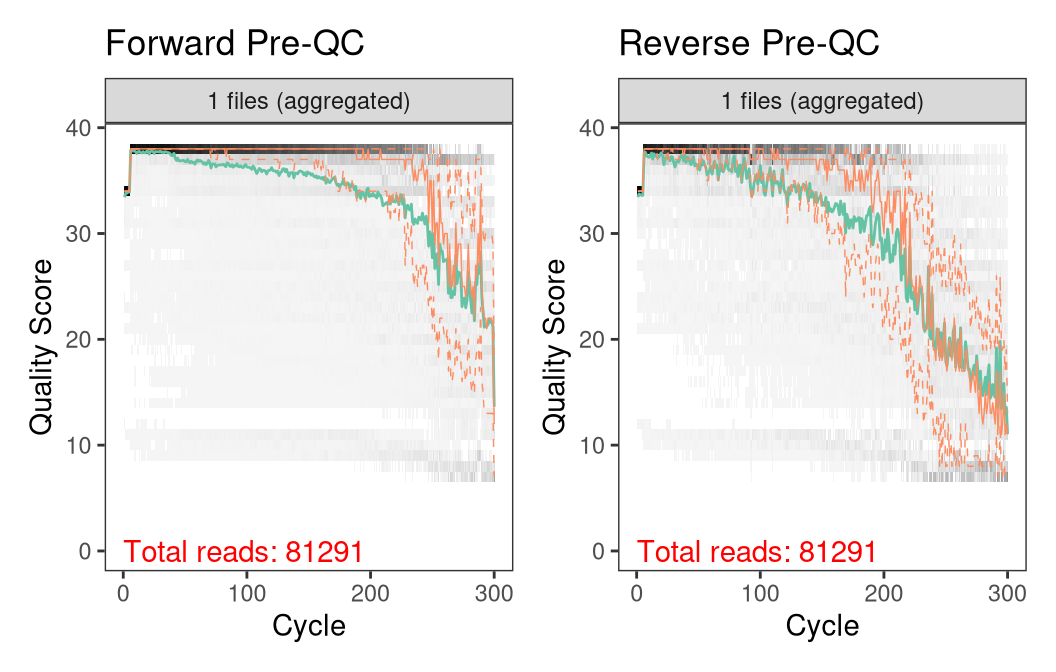 Forward Pre-QC
1 files (aggregated)
Quality Score
40
30
20
10
0
Total reads: 81291
0 100 200 300
Cycle
Reverse Pre-QC
1 files (aggregated)
Quality Score
40
30
20
10
0
Total reads: 81291
0 100 200 300
Cycle